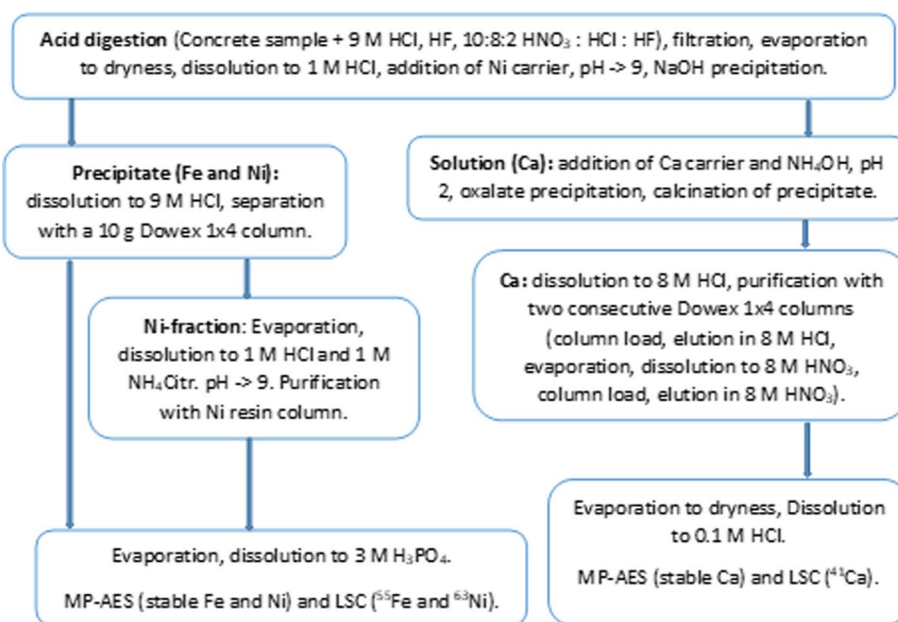 Acid digestion (Concrete sample + 9 M HCl, HF, 10:8:2 HNO₃ : HCl : HF), filtration, evaporation
to dryness, dissolution to 1 M HCl, addition of Ni carrier, pH -> 9, NaOH precipitation.
Precipitate (Fe and Ni):
dissolution to 9 M HCl, separation
with a 10 g Dowex 1x4 column.
Solution (Ca): addition of Ca carrier and NH₄OH, pH
2, oxalate precipitation, calcination of precipitate.
Ni-fraction: Evaporation,
dissolution to 1 M HCl and 1 M
NH₄Citr. pH -> 9. Purification
with Ni resin column.
Ca: dissolution to 8 M HCl, purification with
two consecutive Dowex 1x4 columns
(column load, elution in 8 M HCl,
evaporation, dissolution to 8 M HNO₃,
column load, elution in 8 M HNO₃).
Evaporation, dissolution to 3 M H₃PO₄.
MP-AES (stable Fe and Ni) and LSC (⁵⁵Fe and ⁶³Ni).
Evaporation to dryness, Dissolution
to 0.1 M HCl.
MP-AES (stable Ca) and LSC (⁴¹Ca).